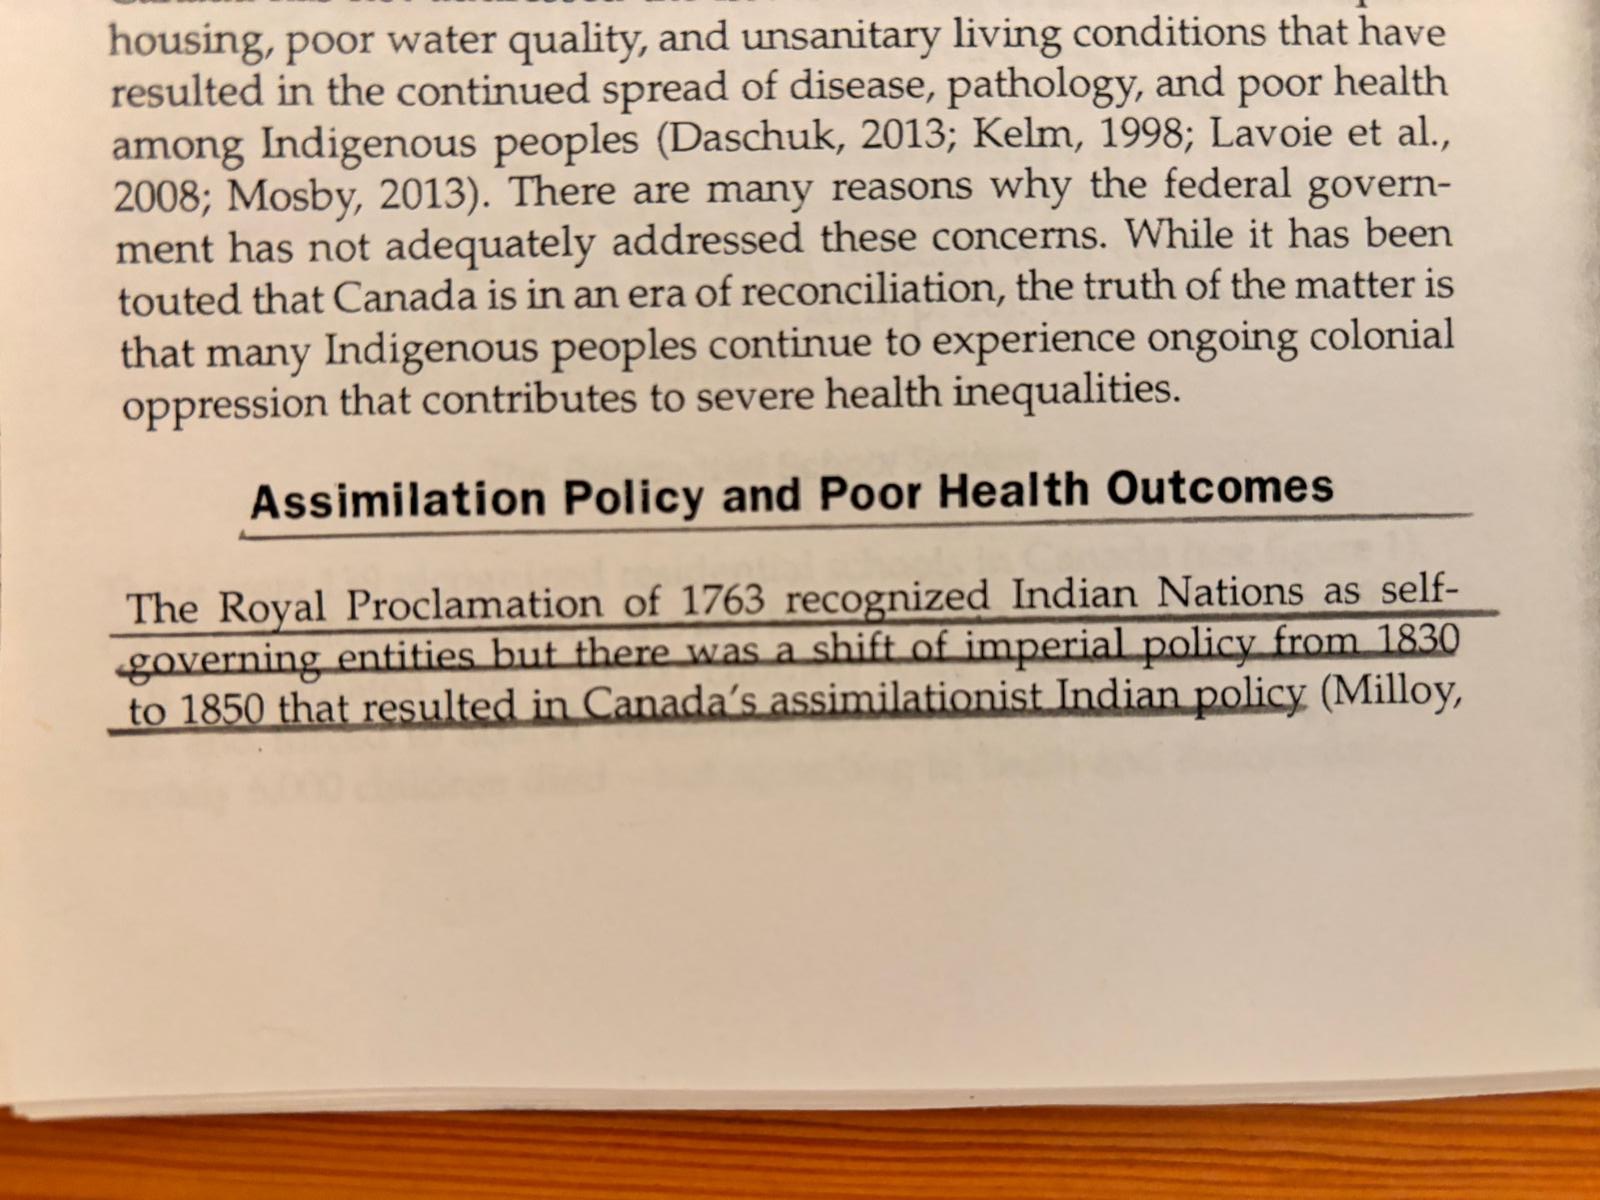 housing, poor water quality, and unsanitary living conditions that have
resulted in the continued spread of disease, pathology, and poor health
among Indigenous peoples (Daschuk, 2013; Kelm, 1998; Lavoie et al.,
2008; Mosby, 2013). There are many reasons why the federal govern-
ment has not adequately addressed these concerns. While it has been
touted that Canada is in an era of reconciliation, the truth of the matter is
that many Indigenous peoples continue to experience ongoing colonial
oppression that contributes to severe health inequalities.
Assimilation Policy and Poor Health Outcomes
The Royal Proclamation of 1763 recognized Indian Nations as self-
governing entities but there was a shift of imperial policy from 1830
to 1850 that resulted in Canada's assimilationist Indian policy (Milloy,